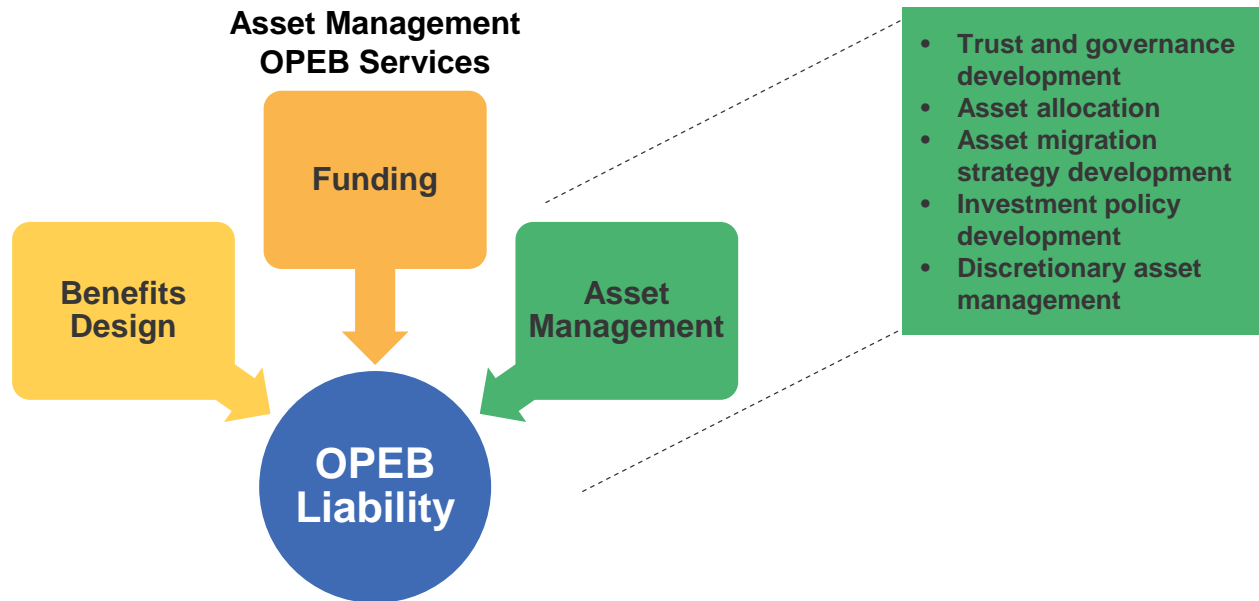 Asset Management
OPEB Services
Funding
Benefits
Design
Asset
Management
OPEB
Liability
• Trust and governance
development
• Asset allocation
• Asset migration
strategy development
• Investment policy
development
• Discretionary asset
management